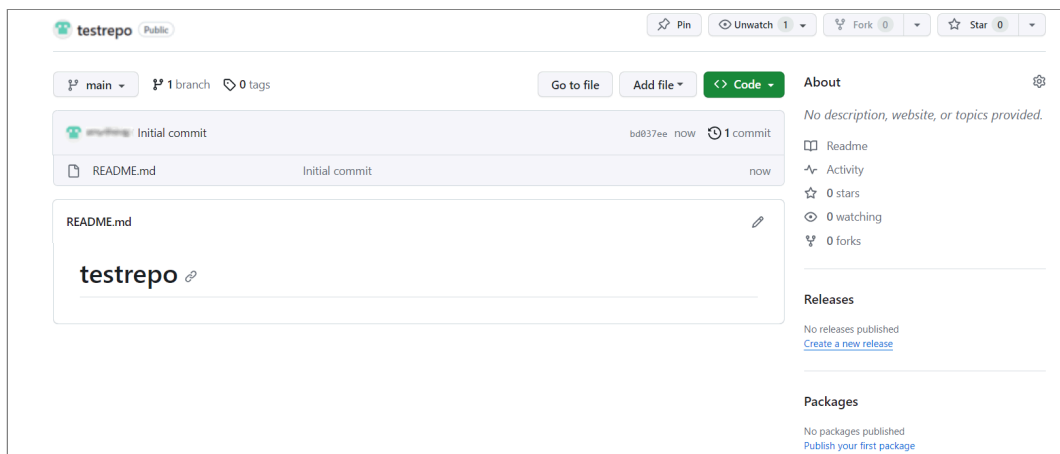 testrepo Public Pin Unwatch 1 Fork 0 Star 0
main 1 branch 0 tags Go to file Add file Code
Initial commit bd037ee now 1 commit
README.md Initial commit now
README.md
testrepo
About
No description, website, or topics provided.
Readme
Activity
0 stars
0 watching
0 forks
Releases
No releases published
Create a new release
Packages
No packages published
Publish your first package